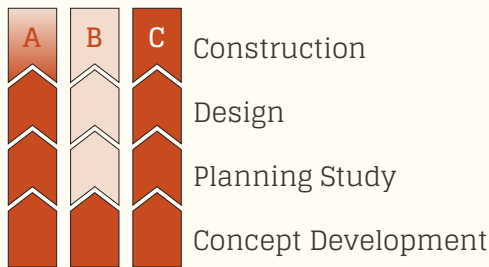 A B C
Construction
Design
Planning Study
Concept Development